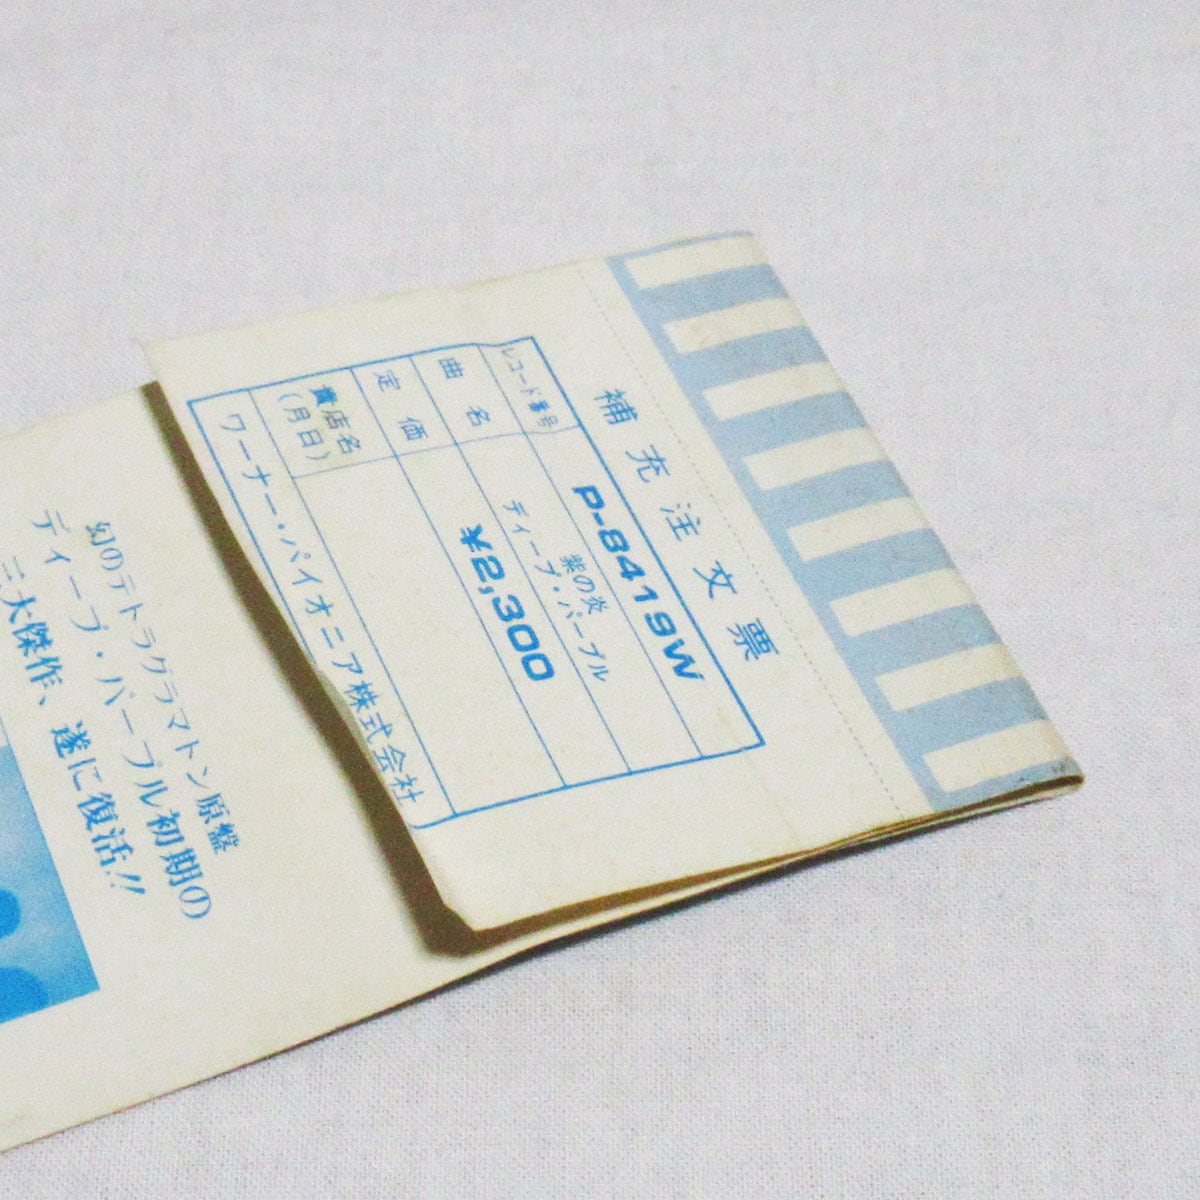 補充注文票
レコード番号
P-8419W
曲名
紫の炎
ディープ・パープル
定価
¥2,300
賣店名
(月日)
ワーナー・パイオニア株式会社
幻のテトラグラマトン原盤
ディープ・パープル初期の
三大傑作、遂に復活!!